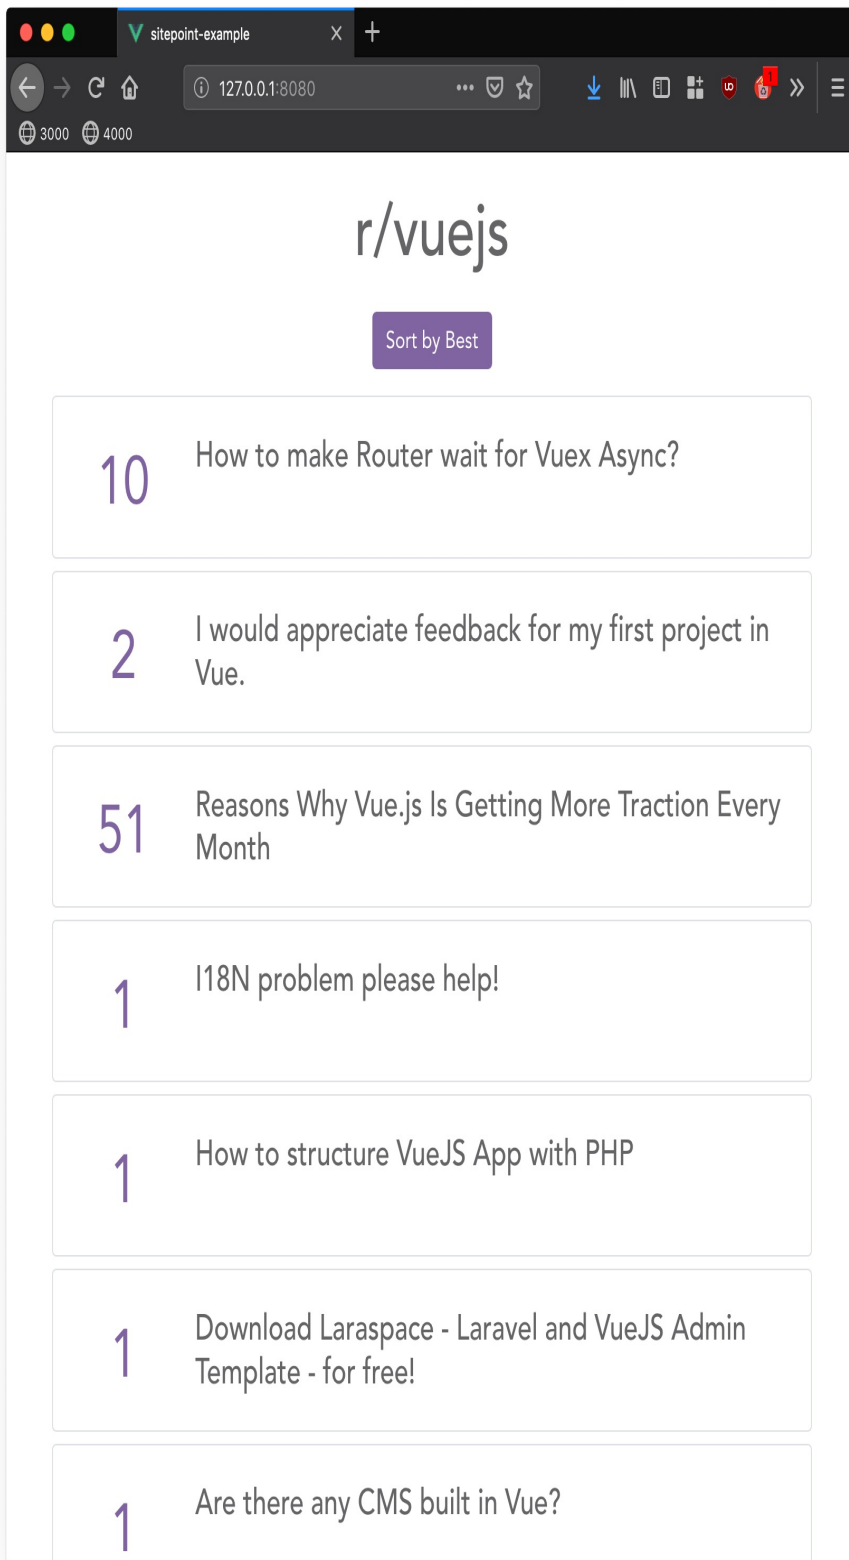 sitepoint-example
127.0.0.1:8080
1
3000 4000
r/vuejs
Sort by Best
10
How to make Router wait for Vuex Async?
2
I would appreciate feedback for my first project in
Vue.
51
Reasons Why Vue.js Is Getting More Traction Every
Month
1
I18N problem please help!
1
How to structure VueJS App with PHP
1
Download Laraspace - Laravel and VueJS Admin
Template - for free!
1
Are there any CMS built in Vue?